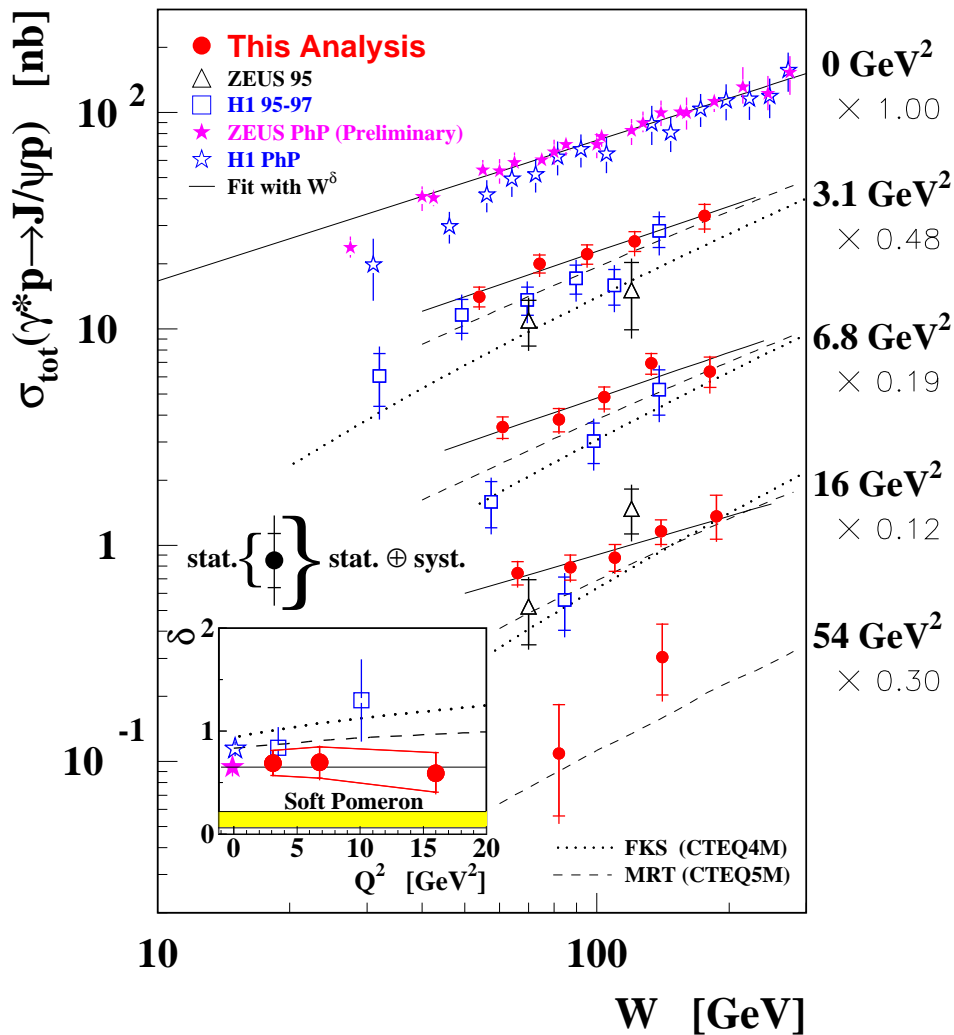 σtot(γ*p→J/ψp) [nb]
This Analysis
ZEUS 95
H1 95-97
ZEUS PhP (Preliminary)
H1 PhP
Fit with W^δ
0 GeV²
× 1.00
3.1 GeV²
× 0.48
6.8 GeV²
× 0.19
16 GeV²
× 0.12
54 GeV²
× 0.30
10²
10
1
10⁻¹
stat. { } stat. ⊕ syst.
δ
2
1
0
Soft Pomeron
0 5 10 15 20
Q² [GeV²]
FKS (CTEQ4M)
MRT (CTEQ5M)
10 100
W [GeV]